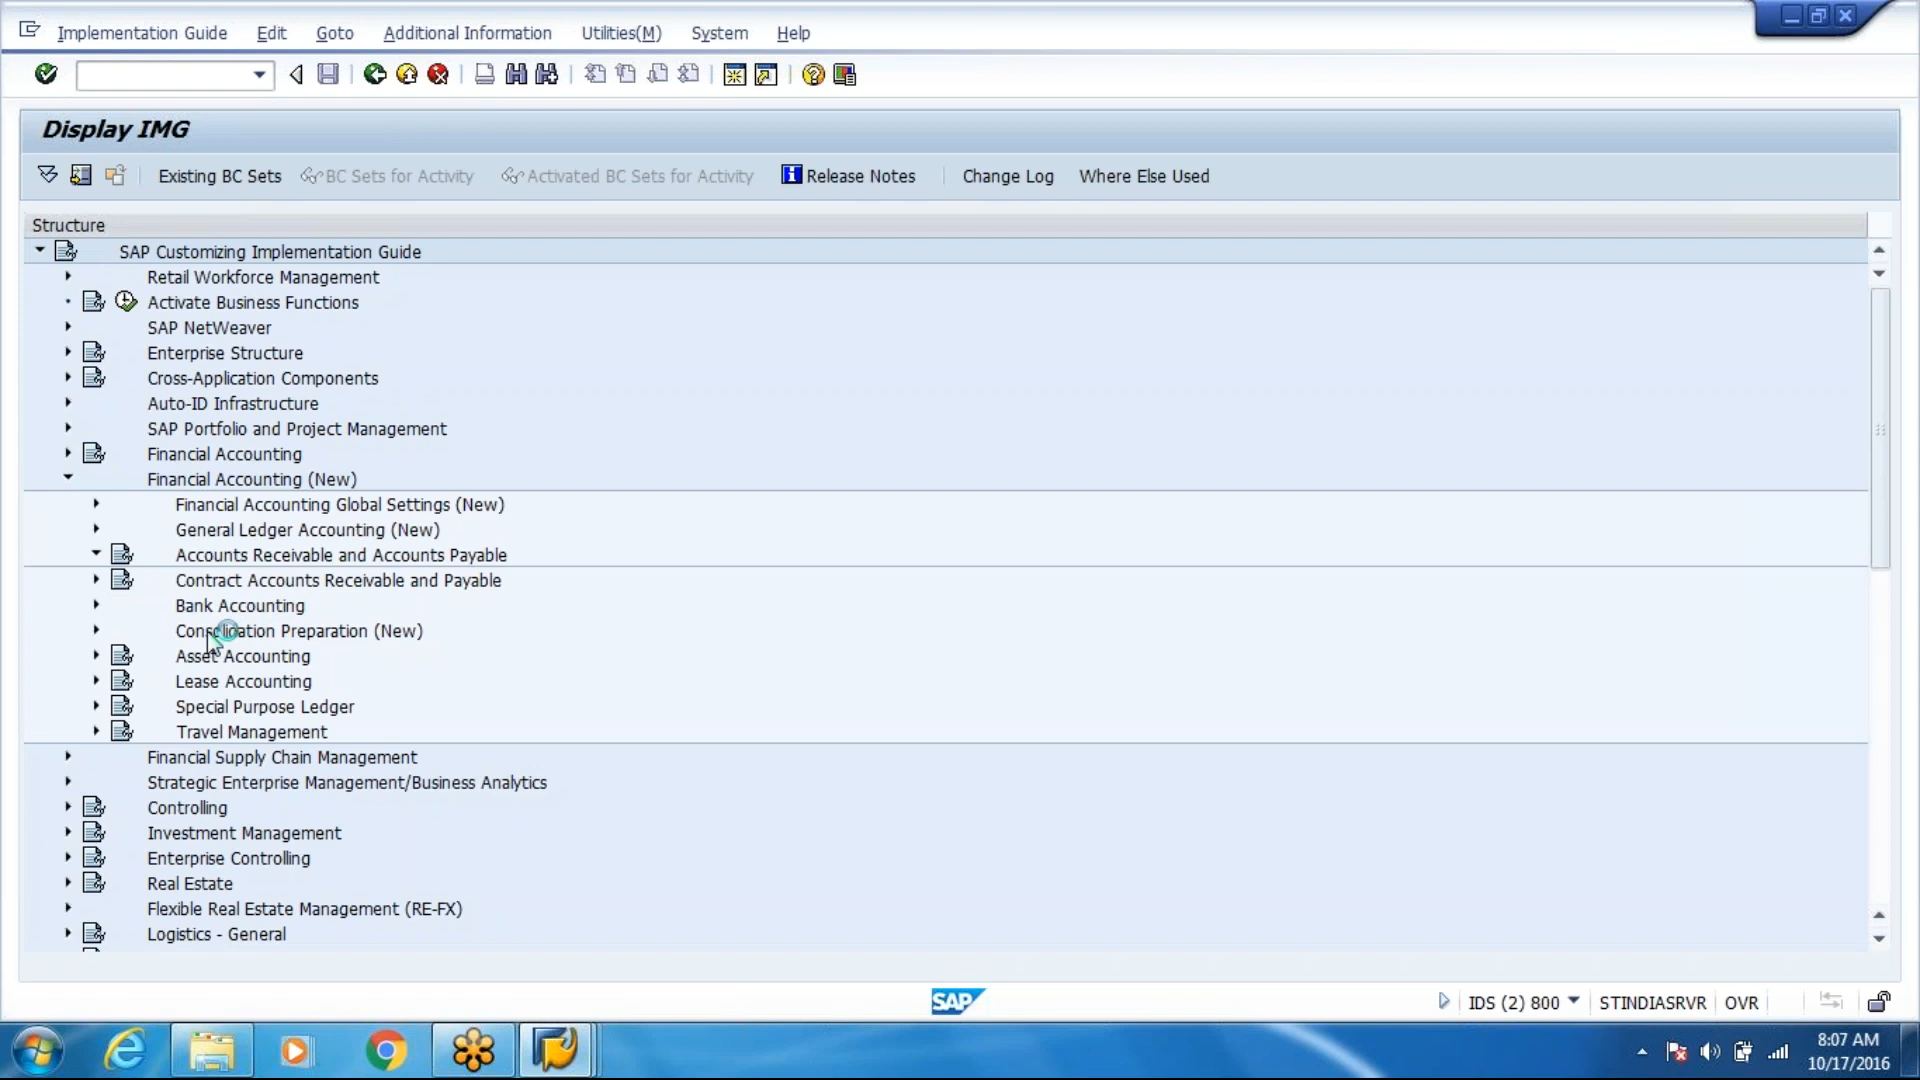 Implementation Guide Edit Goto Additional Information Utilities(M) System Help
Display IMG
Existing BC Sets BC Sets for Activity Activated BC Sets for Activity Release Notes Change Log Where Else Used
Structure
SAP Customizing Implementation Guide
Retail Workforce Management
Activate Business Functions
SAP NetWeaver
Enterprise Structure
Cross-Application Components
Auto-ID Infrastructure
SAP Portfolio and Project Management
Financial Accounting
Financial Accounting (New)
Financial Accounting Global Settings (New)
General Ledger Accounting (New)
Accounts Receivable and Accounts Payable
Contract Accounts Receivable and Payable
Bank Accounting
Consolidation Preparation (New)
Asset Accounting
Lease Accounting
Special Purpose Ledger
Travel Management
Financial Supply Chain Management
Strategic Enterprise Management/Business Analytics
Controlling
Investment Management
Enterprise Controlling
Real Estate
Flexible Real Estate Management (RE-FX)
Logistics - General
SAP IDS (2) 800 STINDIASRVR OVR
8:07 AM
10/17/2016